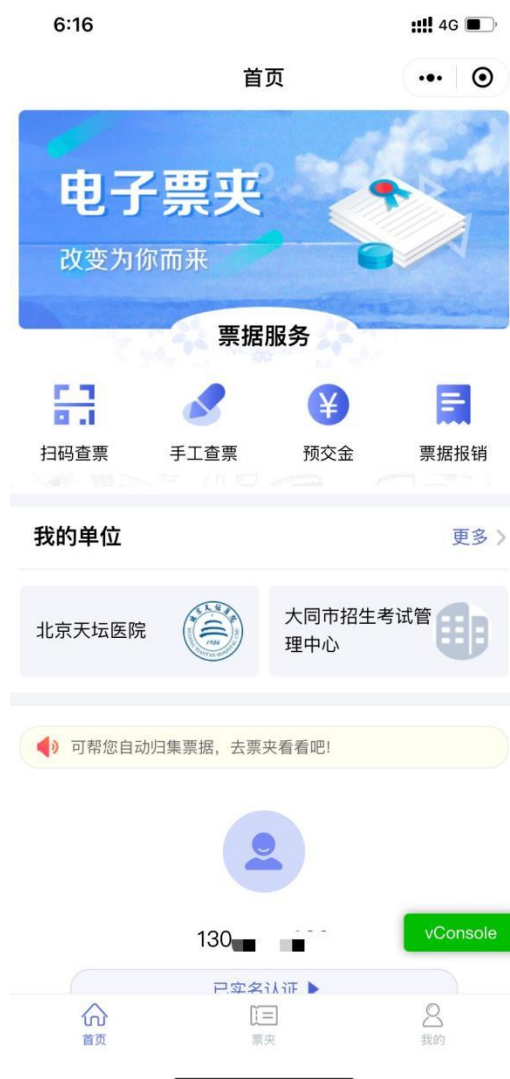 6:16
4G
首页
电子票夹
改变为你而来
票据服务
扫码查票
手工查票
预交金
票据报销
我的单位
更多
北京天坛医院
大同市招生考试管
理中心
可帮您自动归集票据，去票夹看看吧!
130
vConsole
已实名认证
首页
票夹
我的